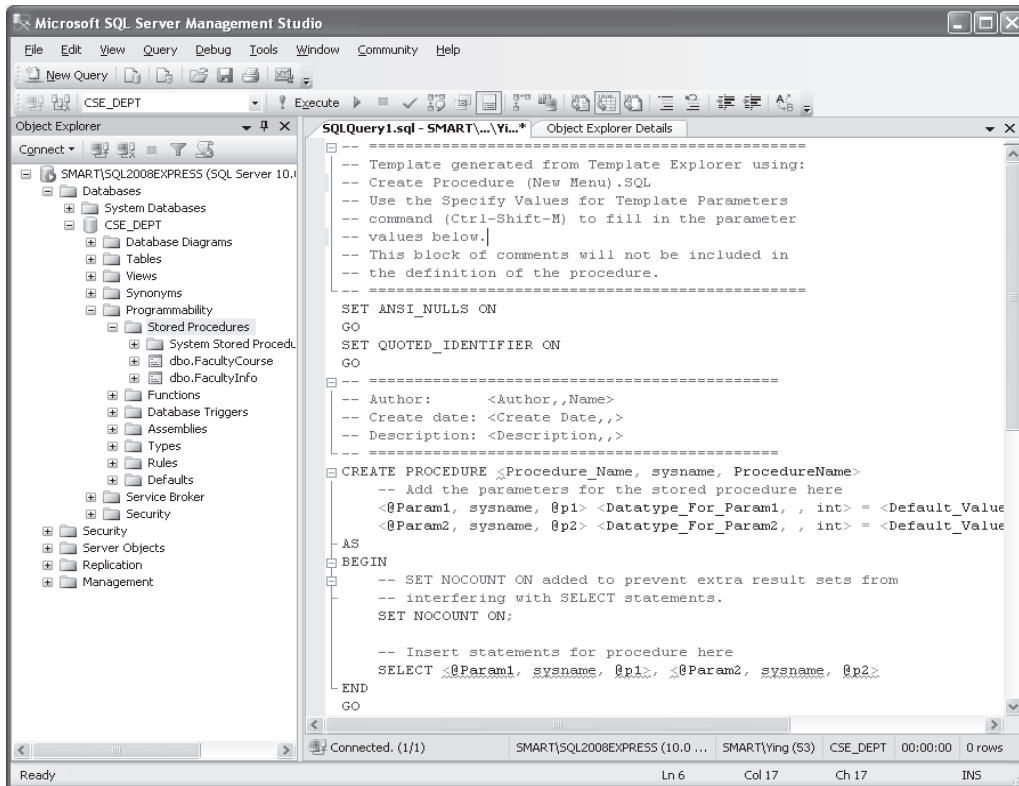 Microsoft SQL Server Management Studio
File Edit View Query Debug Tools Window Community Help
New Query
CSE_DEPT Execute
Object Explorer
SQLQuery1.sql - SMART\...\Yi...* Object Explorer Details
Connect
SMART\SQL2008EXPRESS (SQL Server 10.
Databases
System Databases
CSE_DEPT
Database Diagrams
Tables
Views
Synonyms
Programmability
Stored Procedures
System Stored Procedu
dbo.FacultyCourse
dbo.FacultyInfo
Functions
Database Triggers
Assemblies
Types
Rules
Defaults
Service Broker
Security
Security
Server Objects
Replication
Management
-- ================================================
-- Template generated from Template Explorer using:
-- Create Procedure (New Menu).SQL
-- Use the Specify Values for Template Parameters
-- command (Ctrl-Shift-M) to fill in the parameter
-- values below.
-- This block of comments will not be included in
-- the definition of the procedure.
-- ================================================
SET ANSI_NULLS ON
GO
SET QUOTED_IDENTIFIER ON
GO
-- =============================================
-- Author: <Author,,Name>
-- Create date: <Create Date,,>
-- Description: <Description,,>
-- =============================================
CREATE PROCEDURE <Procedure_Name, sysname, ProcedureName>
-- Add the parameters for the stored procedure here
<@Param1, sysname, @p1> <Datatype_For_Param1, , int> = <Default_Value
<@Param2, sysname, @p2> <Datatype_For_Param2, , int> = <Default_Value
AS
BEGIN
-- SET NOCOUNT ON added to prevent extra result sets from
-- interfering with SELECT statements.
SET NOCOUNT ON;
-- Insert statements for procedure here
SELECT <@Param1, sysname, @p1>, <@Param2, sysname, @p2>
END
GO
Connected. (1/1) SMART\SQL2008EXPRESS (10.0 ... SMART\Ying (53) CSE_DEPT 00:00:00 0 rows
Ready Ln 6 Col 17 Ch 17 INS